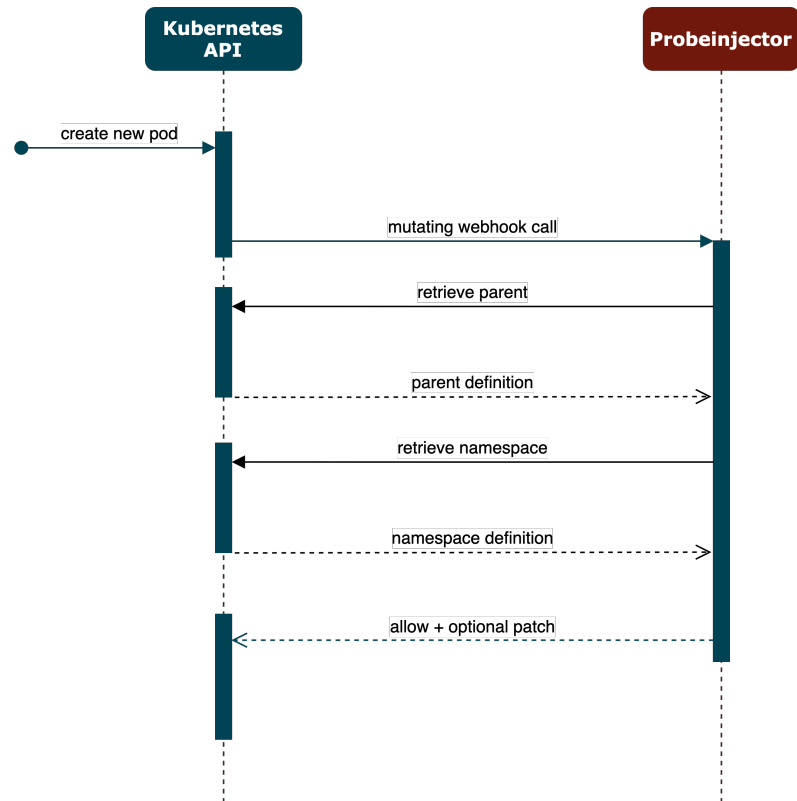 Kubernetes
API
Probeinjector
create new pod
mutating webhook call
retrieve parent
parent definition
retrieve namespace
namespace definition
allow + optional patch